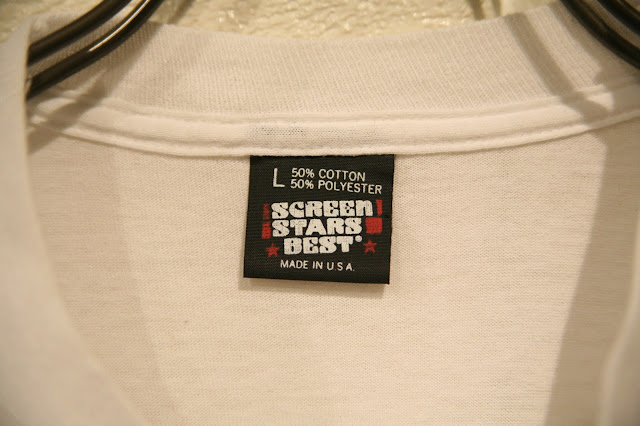 L 50% COTTON
50% POLYESTER
SCREEN
STARS
BEST®
MADE IN U.S.A.